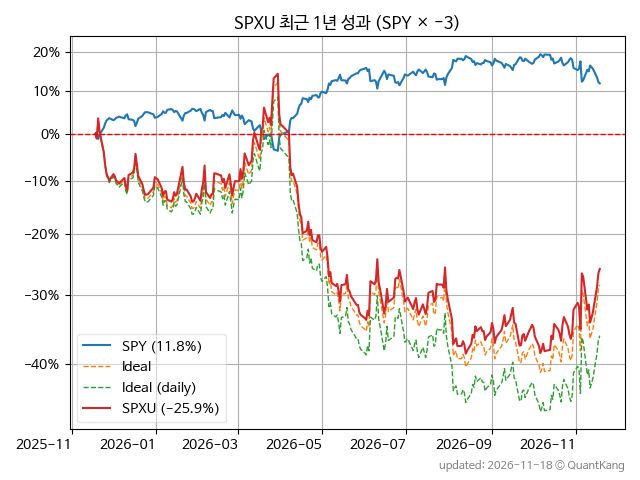 SPXU 최근 1년 성과 (SPY × −3)
20%
10%
0%
−10%
−20%
−30%
−40%
SPY (11.8%)
Ideal
Ideal (daily)
SPXU (−25.9%)
2025-11
2026-01
2026-03
2026-05
2026-07
2026-09
2026-11
updated: 2026-11-18 © QuantKang